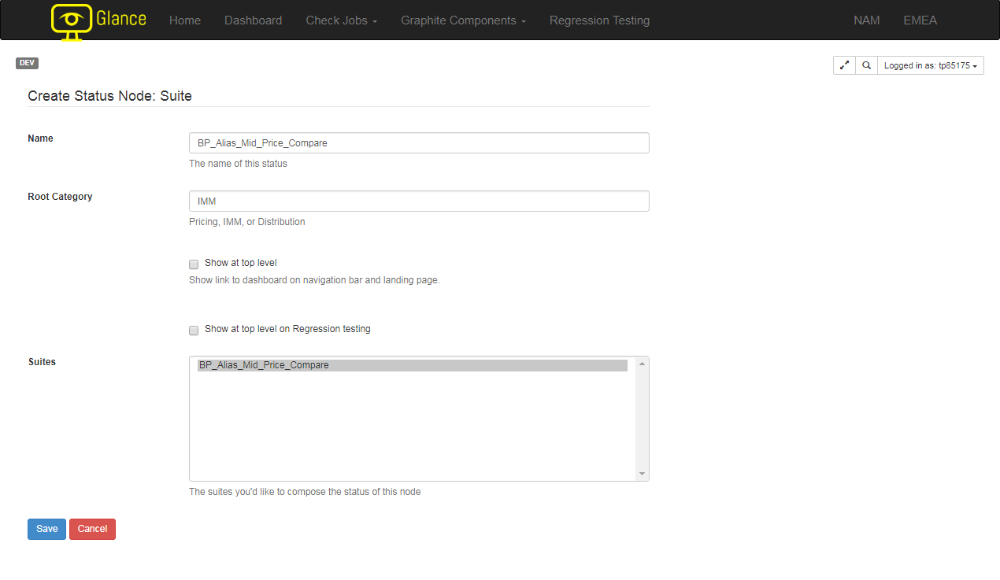 Glance Home Dashboard Check Jobs Graphite Components Regression Testing NAM EMEA
DEV
Logged in as: tp85175
Create Status Node: Suite
Name
BP_Alias_Mid_Price_Compare
The name of this status
Root Category
IMM
Pricing, IMM, or Distribution
Show at top level
Show link to dashboard on navigation bar and landing page.
Show at top level on Regression testing
Suites
BP_Alias_Mid_Price_Compare
The suites you'd like to compose the status of this node
Save Cancel